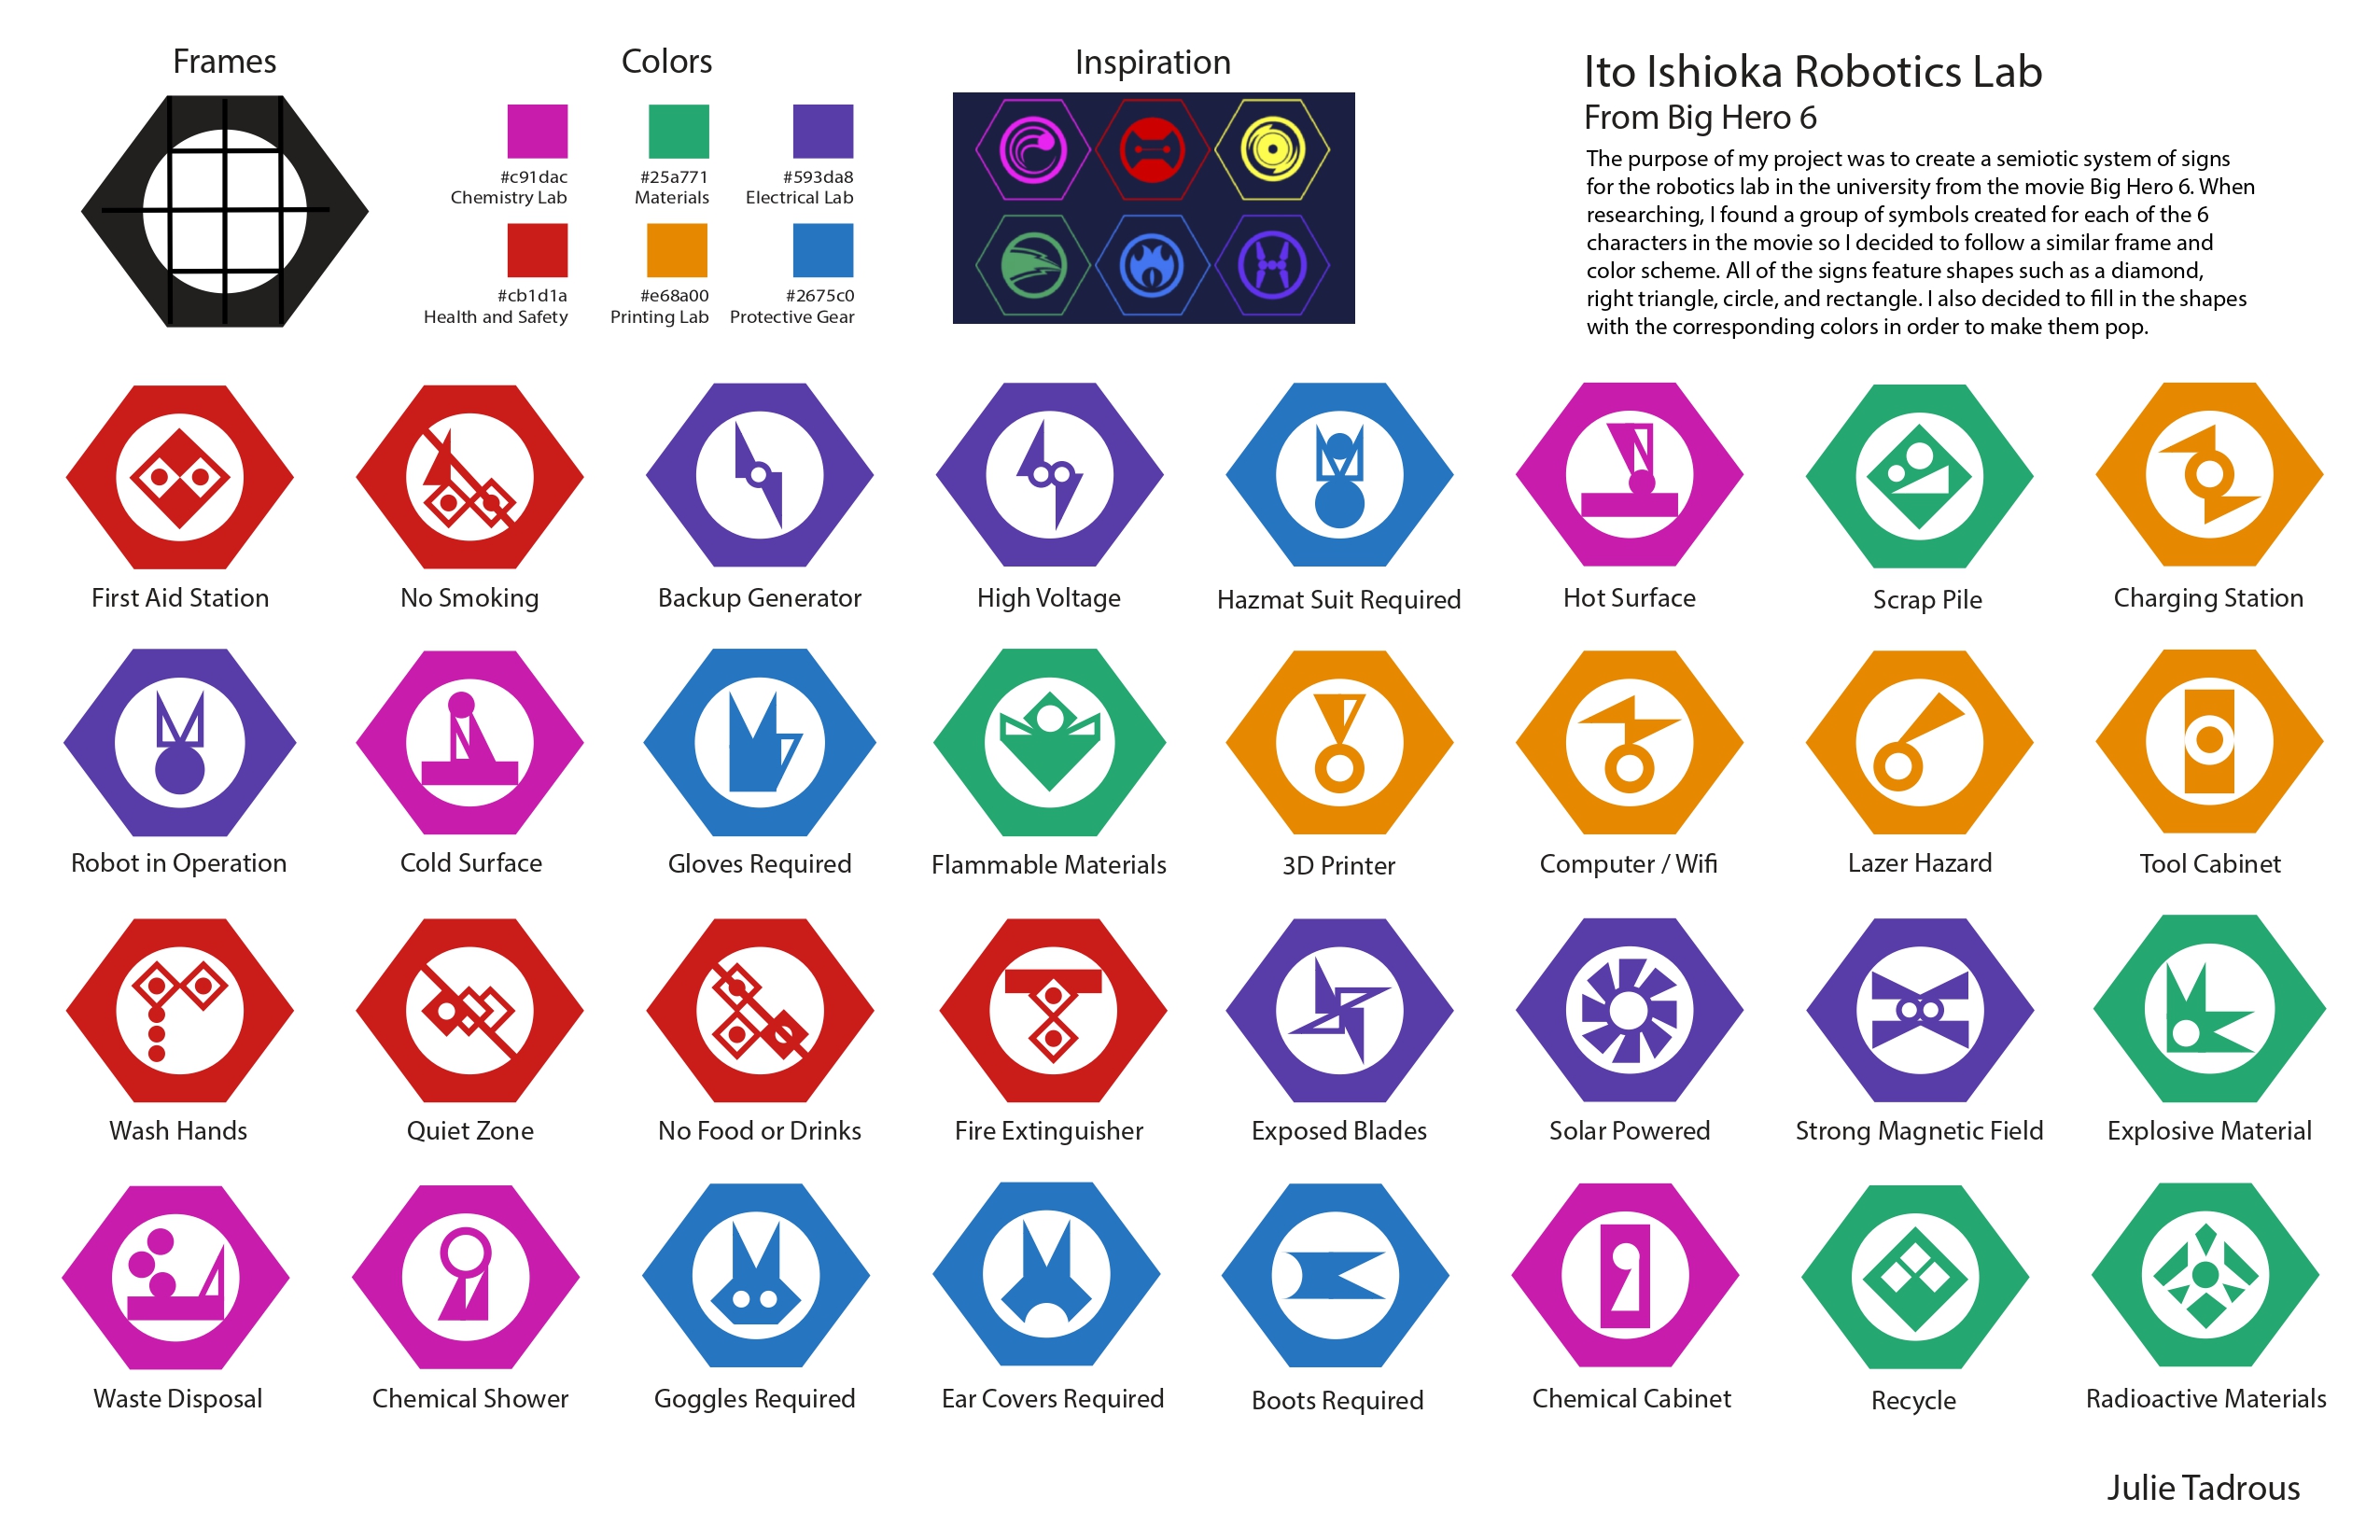 Frames
Colors
#c91dac
Chemistry Lab
#25a771
Materials
#593da8
Electrical Lab
#cb1d1a
Health and Safety
#e68a00
Printing Lab
#2675c0
Protective Gear
Inspiration
Ito Ishioka Robotics Lab
From Big Hero 6
The purpose of my project was to create a semiotic system of signs
for the robotics lab in the university from the movie Big Hero 6. When
researching, I found a group of symbols created for each of the 6
characters in the movie so I decided to follow a similar frame and
color scheme. All of the signs feature shapes such as a diamond,
right triangle, circle, and rectangle. I also decided to fill in the shapes
with the corresponding colors in order to make them pop.
First Aid Station
No Smoking
Backup Generator
High Voltage
Hazmat Suit Required
Hot Surface
Scrap Pile
Charging Station
Robot in Operation
Cold Surface
Gloves Required
Flammable Materials
3D Printer
Computer / Wifi
Lazer Hazard
Tool Cabinet
Wash Hands
Quiet Zone
No Food or Drinks
Fire Extinguisher
Exposed Blades
Solar Powered
Strong Magnetic Field
Explosive Material
Waste Disposal
Chemical Shower
Goggles Required
Ear Covers Required
Boots Required
Chemical Cabinet
Recycle
Radioactive Materials
Julie Tadrous